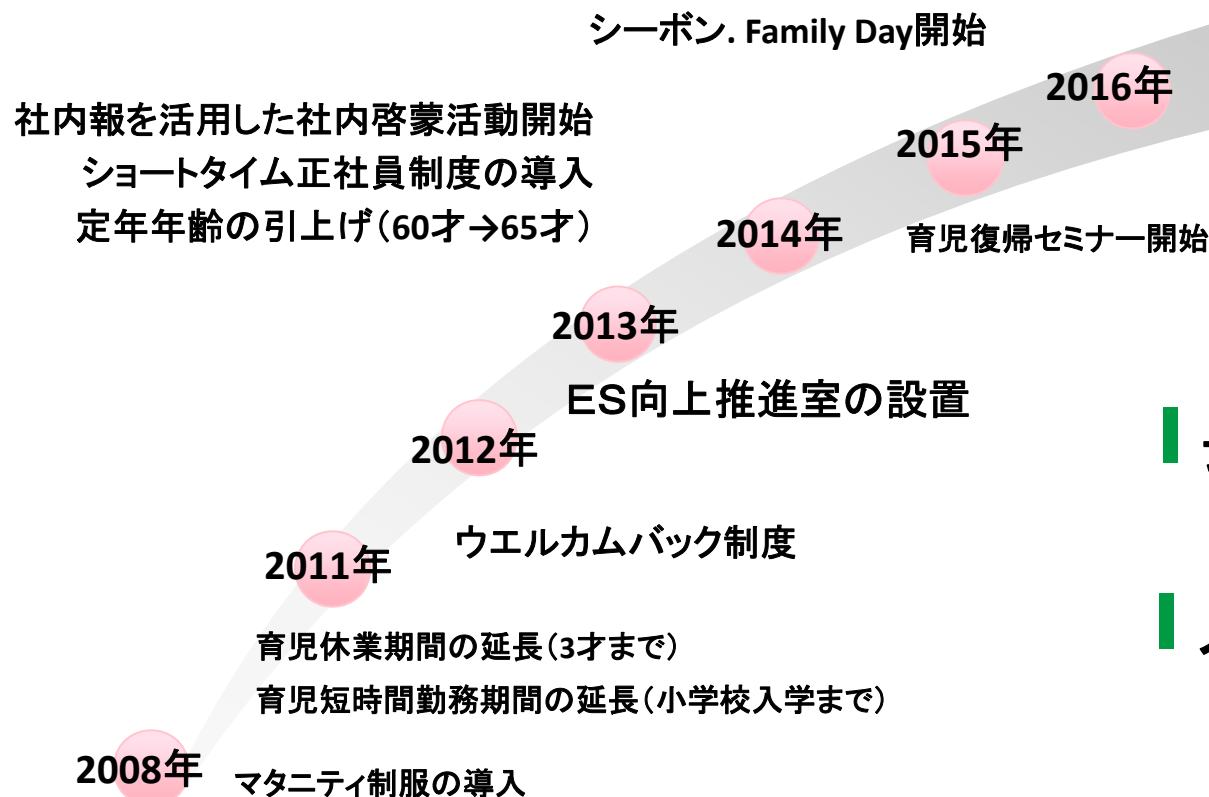 シーボン. Family Day開始
2016年
社内報を活用した社内啓蒙活動開始
ショートタイム正社員制度の導入
定年年齢の引上げ（60才→65才）
2015年
2014年
育児復帰セミナー開始
2013年
ＥＳ向上推進室の設置
2012年
ウエルカムバック制度
2011年
育児休業期間の延長（3才まで）
育児短時間勤務期間の延長（小学校入学まで）
2008年
マタニティ制服の導入